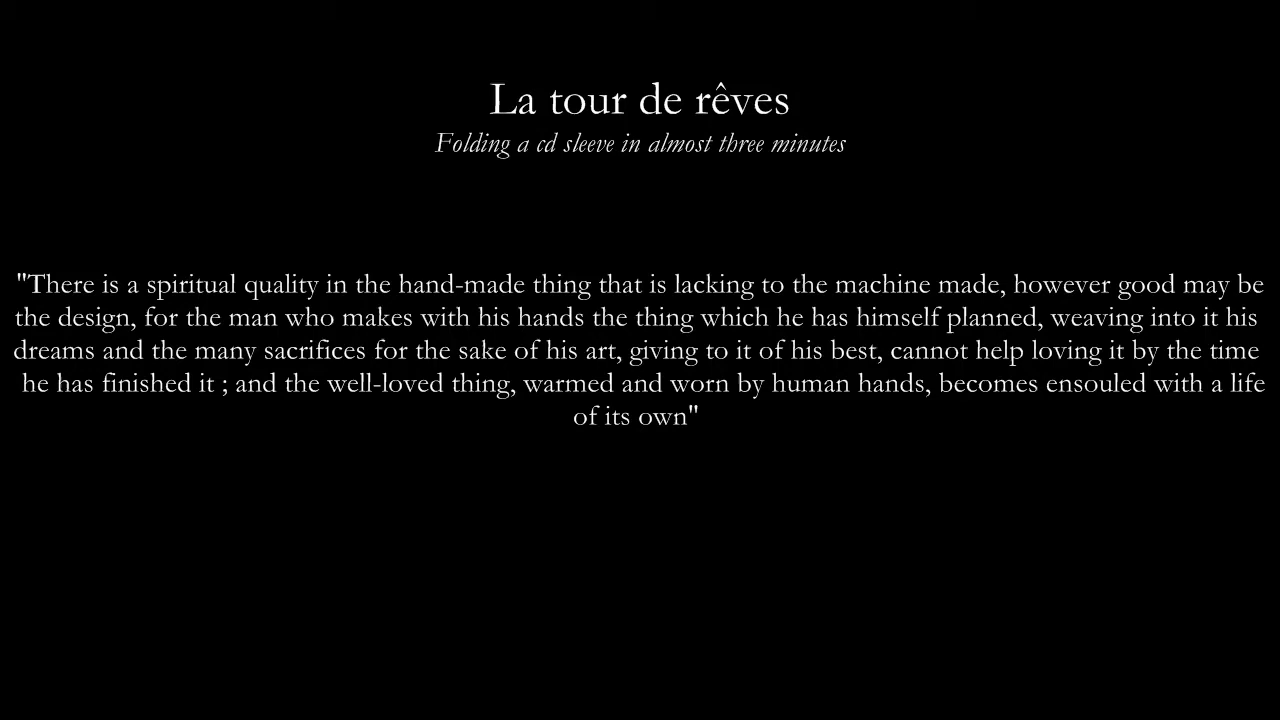 La tour de rêves
Folding a cd sleeve in almost three minutes
"There is a spiritual quality in the hand-made thing that is lacking to the machine made, however good may be
the design, for the man who makes with his hands the thing which he has himself planned, weaving into it his
dreams and the many sacrifices for the sake of his art, giving to it of his best, cannot help loving it by the time
he has finished it ; and the well-loved thing, warmed and worn by human hands, becomes ensouled with a life
of its own"